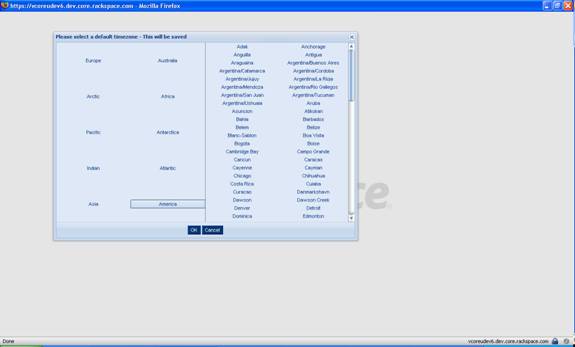 https://vcoreudev6.dev.core.rackspace.com - Mozilla Firefox
Please select a default timezone - This will be saved
Europe Australia
Arctic Africa
Pacific Antarctica
Indian Atlantic
Asia America
Adak Anchorage
Anguilla Antigua
Araguaina Argentina/Buenos Aires
Argentina/Catamarca Argentina/Cordoba
Argentina/Jujuy Argentina/La Rioja
Argentina/Mendoza Argentina/Rio Gallegos
Argentina/San Juan Argentina/Tucuman
Argentina/Ushuaia Aruba
Asuncion Atikokan
Bahia Barbados
Belem Belize
Blanc-Sablon Boa Vista
Bogota Boise
Cambridge Bay Campo Grande
Cancun Caracas
Cayenne Cayman
Chicago Chihuahua
Costa Rica Cuiaba
Curacao Danmarkshavn
Dawson Dawson Creek
Denver Detroit
Dominica Edmonton
OK Cancel
ce
Done vcoreudev6.dev.core.rackspace.com